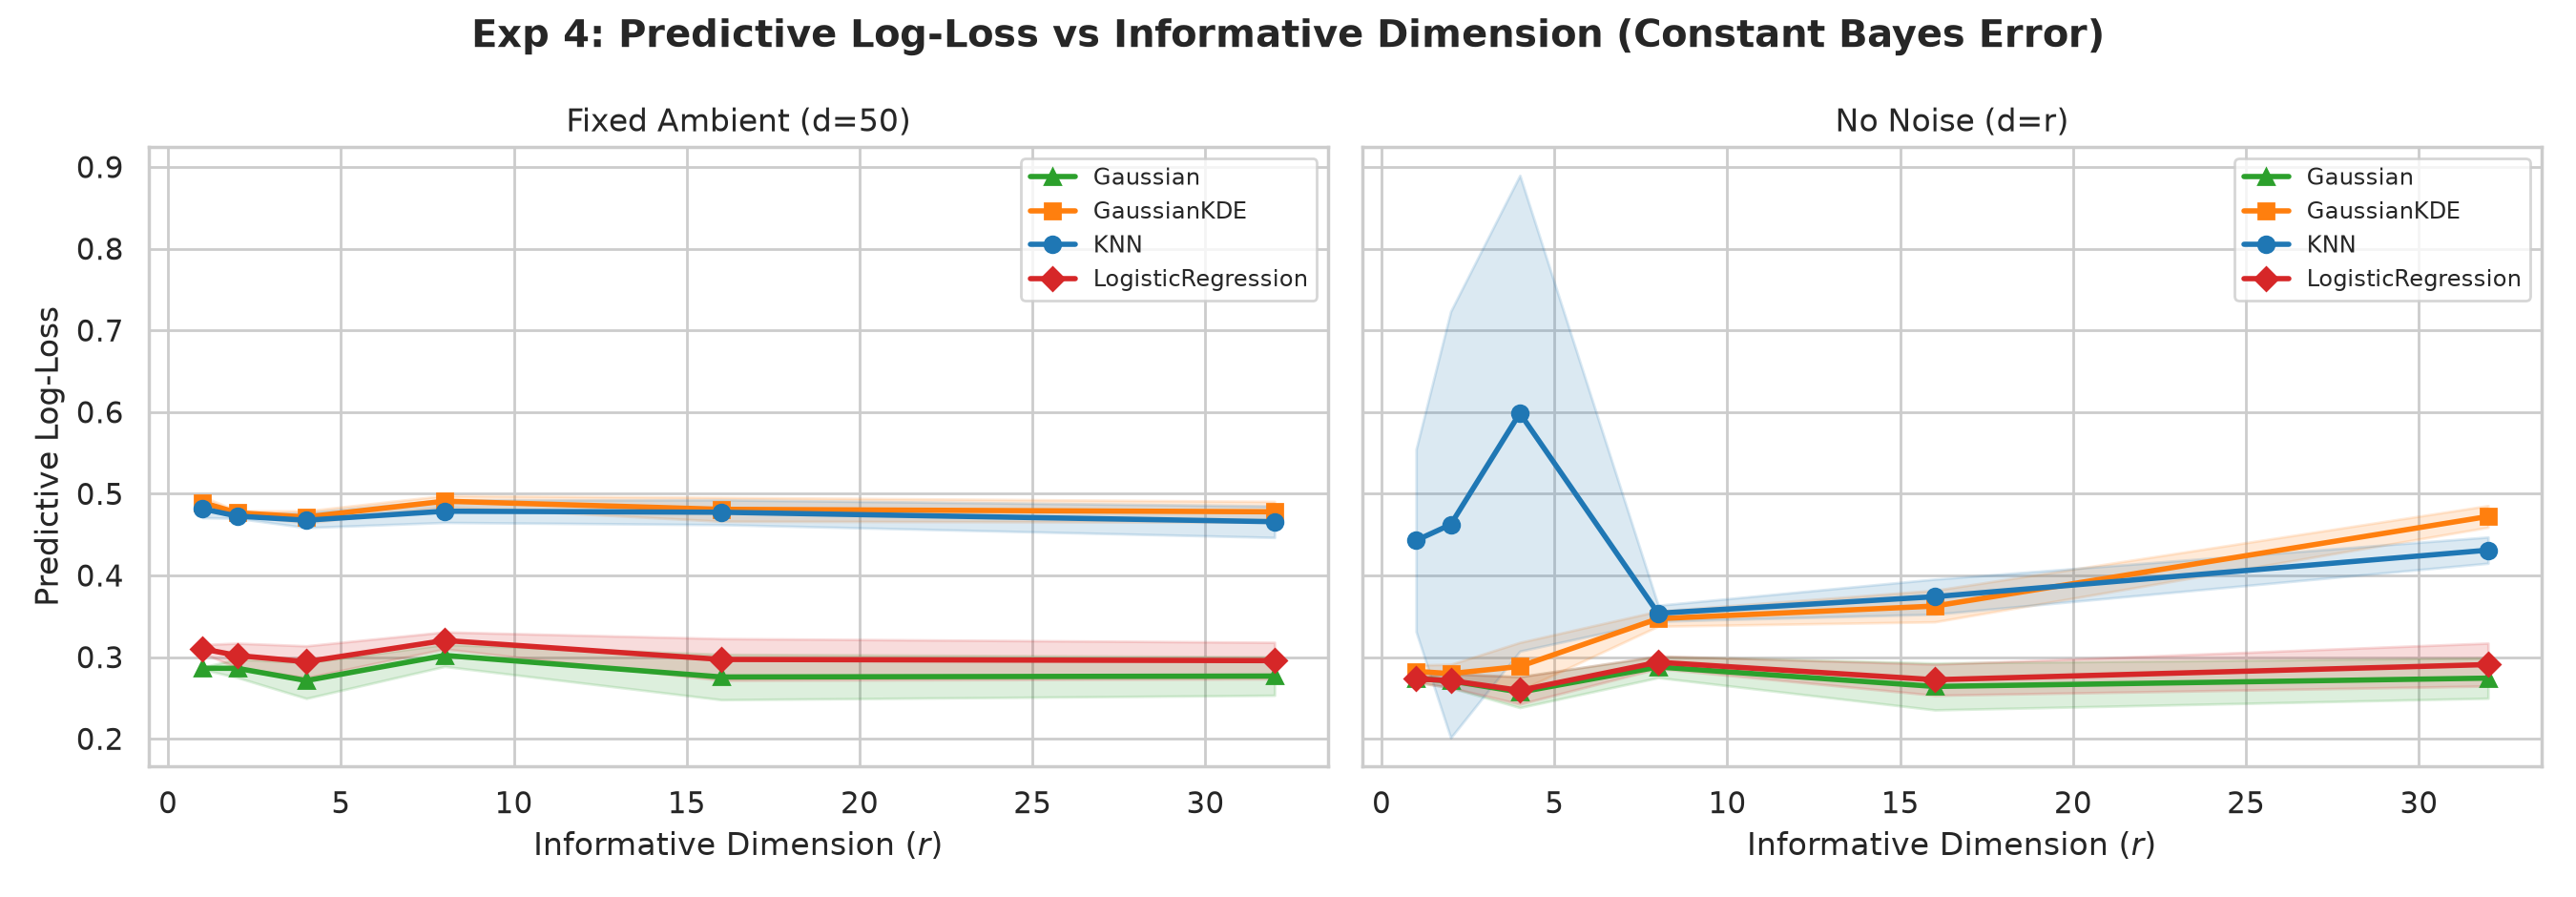 Exp 4: Predictive Log-Loss vs Informative Dimension (Constant Bayes Error)
Fixed Ambient (d=50)
Predictive Log-Loss
0.9
0.8
0.7
0.6
0.5
0.4
0.3
0.2
Gaussian
GaussianKDE
KNN
LogisticRegression
0 5 10 15 20 25 30
Informative Dimension (r)
No Noise (d=r)
Gaussian
GaussianKDE
KNN
LogisticRegression
0 5 10 15 20 25 30
Informative Dimension (r)